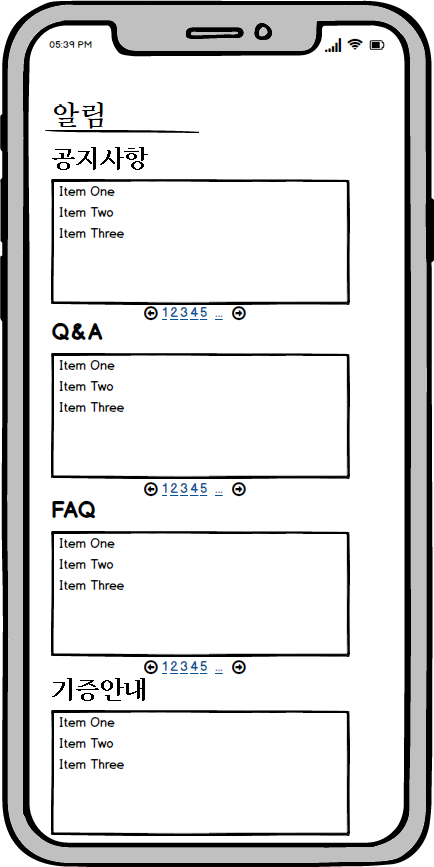 05:39 PM
알림
공지사항
Item One
Item Two
Item Three
1 2 3 4 5 ...
Q&A
Item One
Item Two
Item Three
1 2 3 4 5 ...
FAQ
Item One
Item Two
Item Three
1 2 3 4 5 ...
기증안내
Item One
Item Two
Item Three